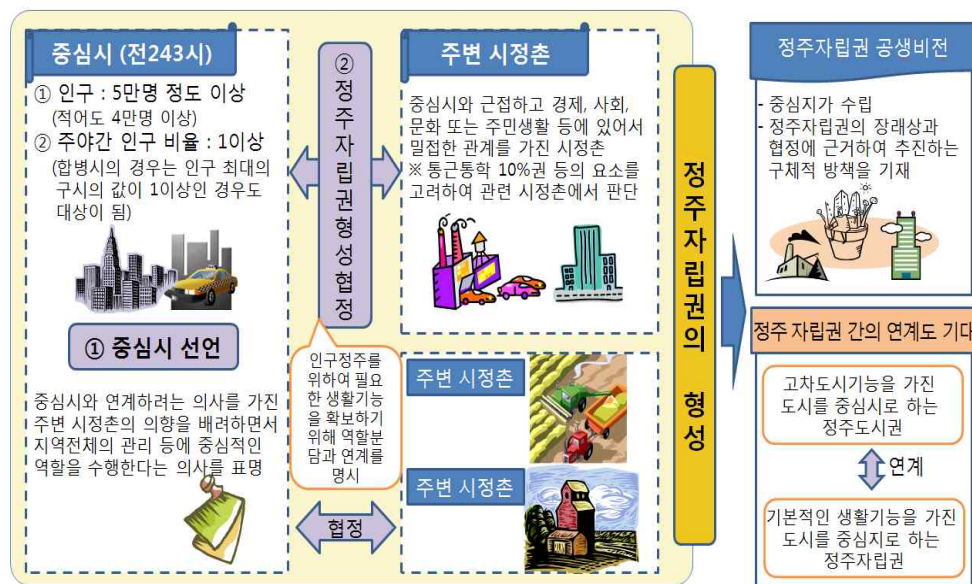 중심시 (전243시)
① 인구 : 5만명 정도 이상
(적어도 4만명 이상)
② 주야간 인구 비율 : 1이상
(합병시의 경우는 인구 최대의
구시의 값이 1이상인 경우도
대상이 됨)
① 중심시 선언
중심시와 연계하려는 의사를 가진
주변 시정촌의 의향을 배려하면서
지역전체의 관리 등에 중심적인
역할을 수행한다는 의사를 표명
② 정주자립권형성협정
인구정주를
위하여 필요
한 생활기능
을 확보하기
위해 역할분
담과 연계를
명시
협정
주변 시정촌
중심시와 근접하고 경제, 사회,
문화 또는 주민생활 등에 있어서
밀접한 관계를 가진 시정촌
※ 통근통학 10%권 등의 요소를
고려하여 관련 시정촌에서 판단
주변 시정촌
주변 시정촌
정주자립권의 형성
정주자립권 공생비전
- 중심지가 수립
- 정주자립권의 장래상과
협정에 근거하여 추진하는
구체적 방책을 기재
정주 자립권 간의 연계도 기대
고차도시기능을 가진
도시를 중심시로 하는
정주도시권
연계
기본적인 생활기능을 가진
도시를 중심지로 하는
정주자립권